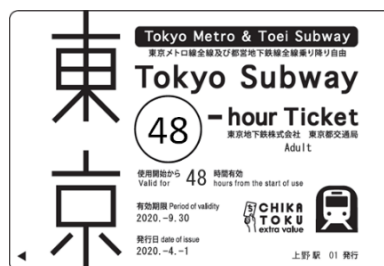 東京
Tokyo Metro & Toei Subway
東京メトロ線全線及び都営地下鉄線全線乗り降り自由
Tokyo Subway
48 -hour Ticket
東京地下鉄株式会社 東京都交通局
Adult
使用開始から 48 時間有効
Valid for hours from the start of use
有効期限 Period of validity
2020.-9.30
CHIKA
TOKU
extra value
発行日 date of issue
2020.-4.-1
上野駅 01 発行